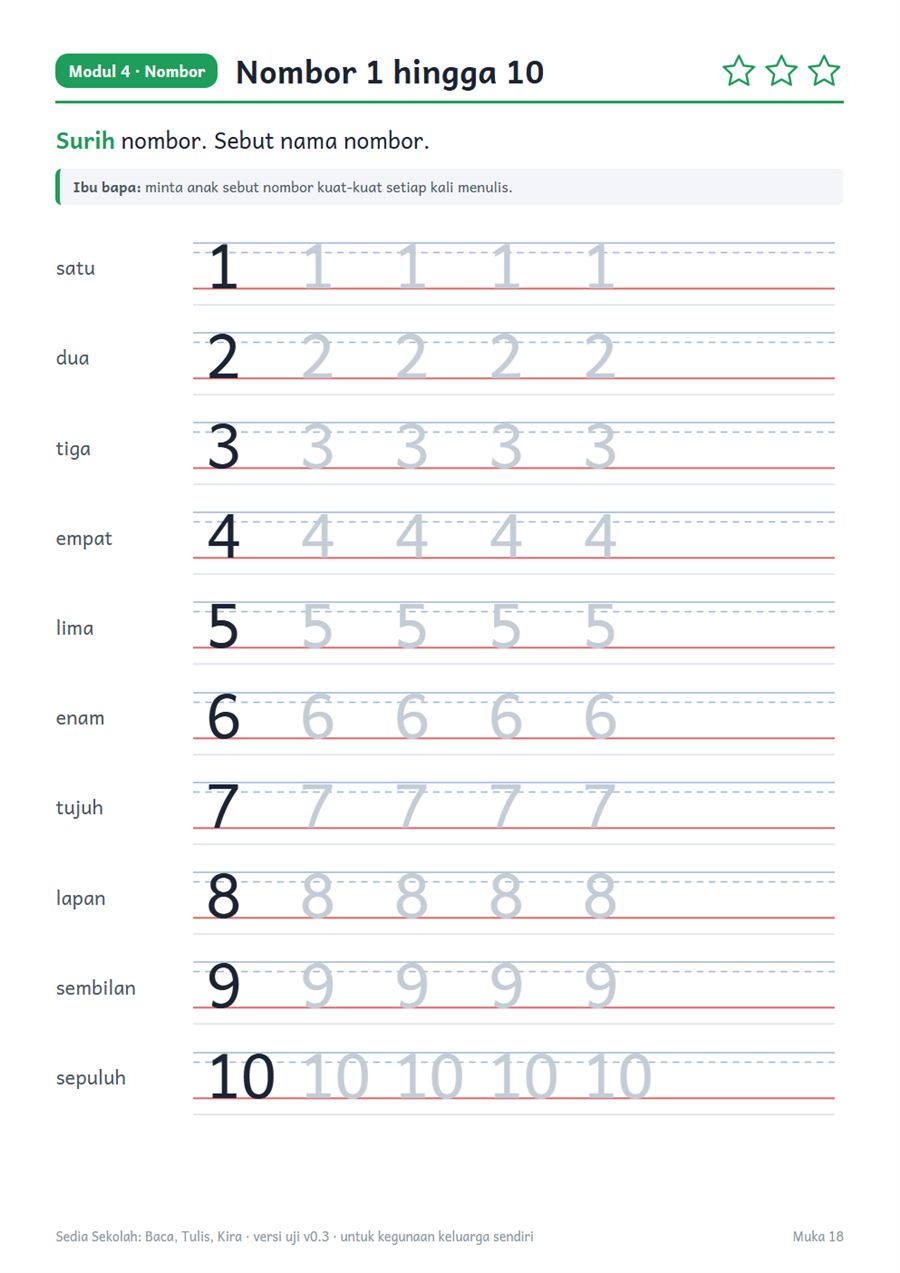 Modul 4 · Nombor Nombor 1 hingga 10
Surih nombor. Sebut nama nombor.
Ibu bapa: minta anak sebut nombor kuat-kuat setiap kali menulis.
satu 1 1 1 1 1
dua 2 2 2 2 2
tiga 3 3 3 3 3
empat 4 4 4 4 4
lima 5 5 5 5 5
enam 6 6 6 6 6
tujuh 7 7 7 7 7
lapan 8 8 8 8 8
sembilan 9 9 9 9 9
sepuluh 10 10 10 10 10
Sedia Sekolah: Baca, Tulis, Kira · versi uji v0.3 · untuk kegunaan keluarga sendiri Muka 18